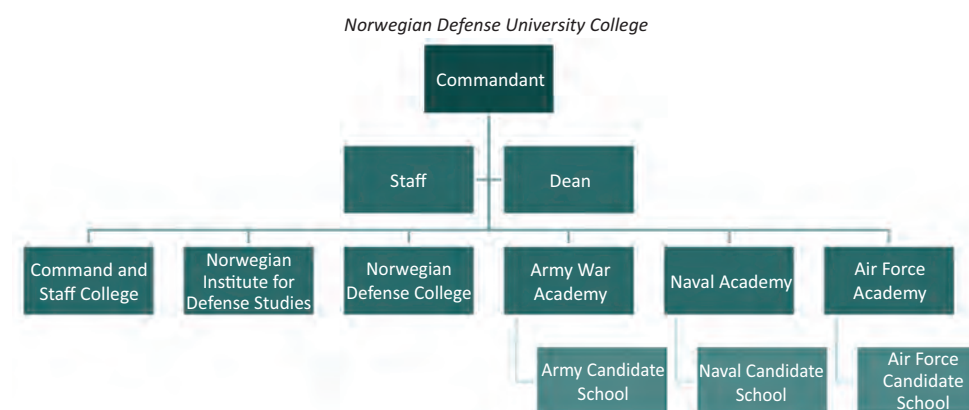 Norwegian Defense University College
Commandant
Staff
Dean
Command and
Staff College
Norwegian
Institute for
Defense Studies
Norwegian
Defense College
Army War
Academy
Naval Academy
Air Force
Academy
Army Candidate
School
Naval Candidate
School
Air Force
Candidate
School